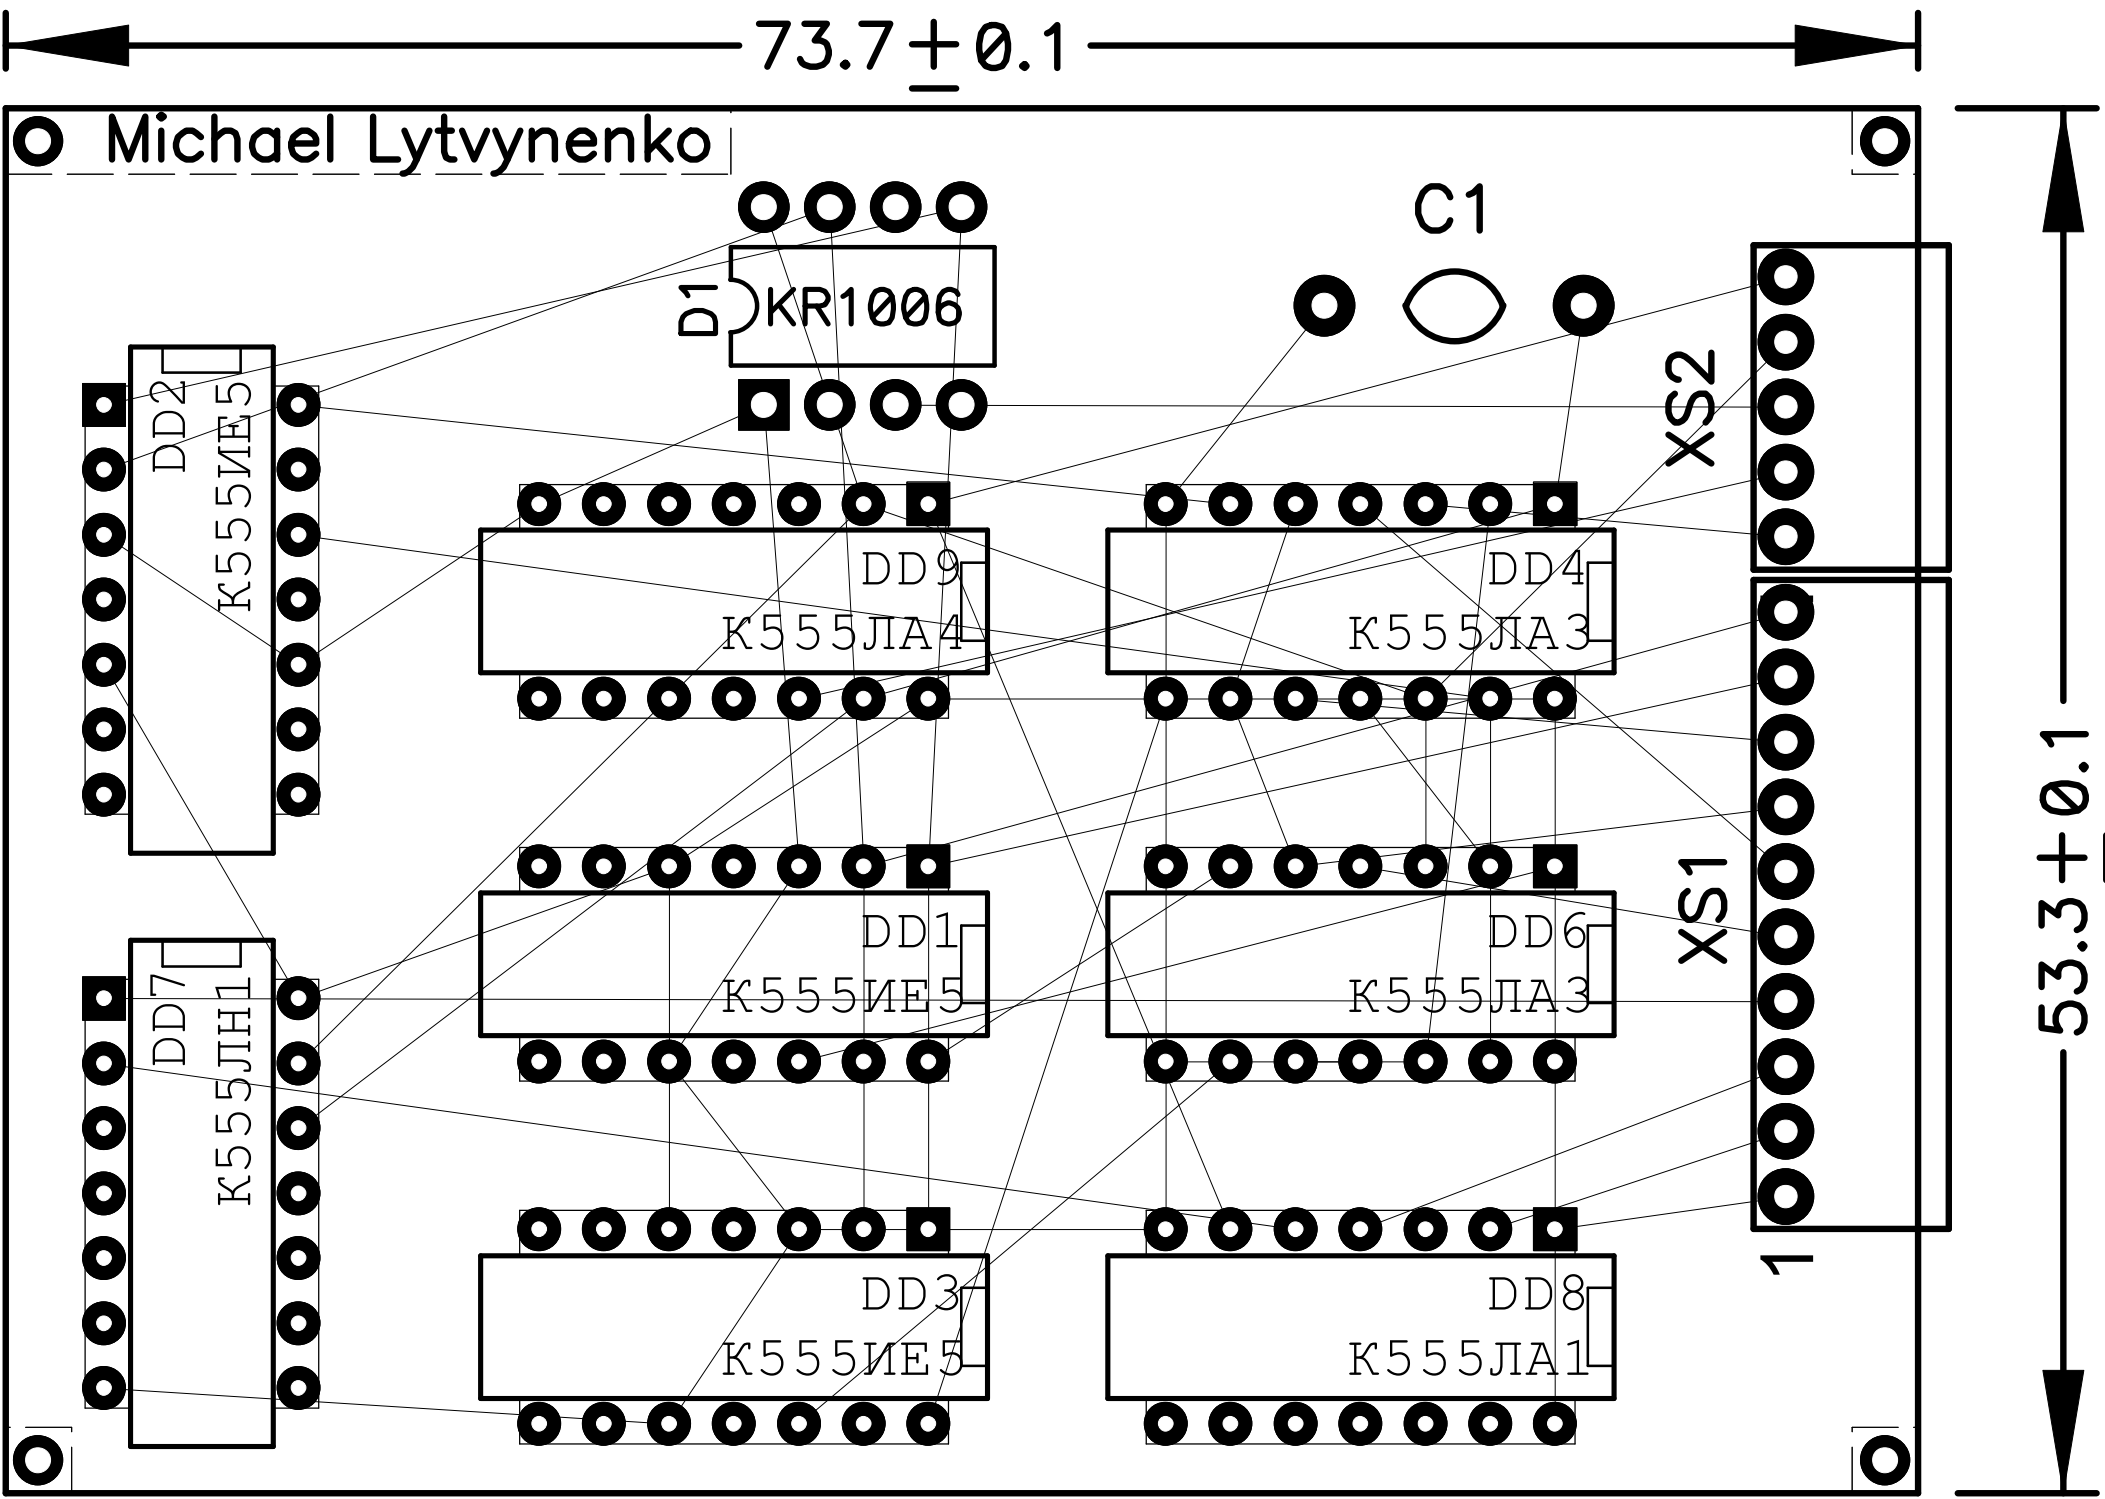 73.7±0.1
Michael Lytvynenko
C1
D1
KR1006
XS2
DD2
К555ИЕ5
DD9
К555ЛА4
DD4
К555ЛА3
53.3±0.1
XS1
DD1
К555ИЕ5
DD6
К555ЛА3
DD7
К555ЛН1
1
DD3
К555ИЕ5
DD8
К555ЛА1